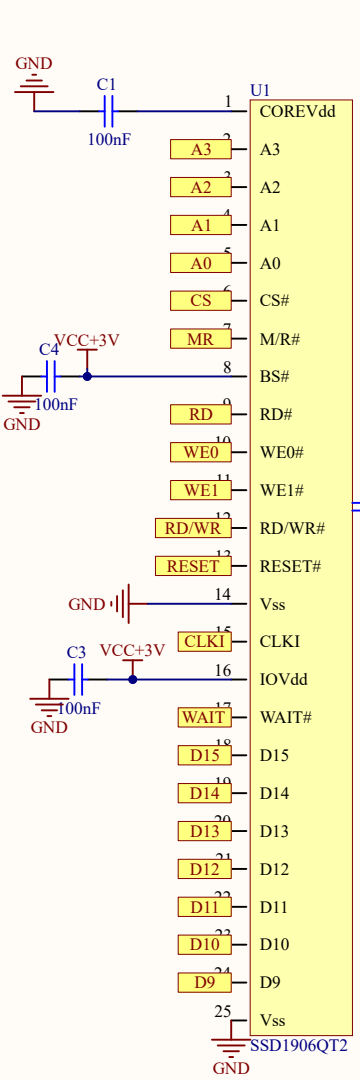 GND
C1
100nF
1
U1
COREVdd
A3 A3
A2 A2
A1 A1
A0 A0
CS CS#
MR M/R#
C4
VCC+3V
100nF
GND
8 BS#
RD RD#
WE0 WE0#
WE1 WE1#
RD/WR RD/WR#
RESET RESET#
GND 14 Vss
CLKI CLKI
C3
VCC+3V
100nF
GND
16 IOVdd
WAIT WAIT#
D15 D15
D14 D14
D13 D13
D12 D12
D11 D11
D10 D10
D9 D9
25 Vss
GND
SSD1906QT2